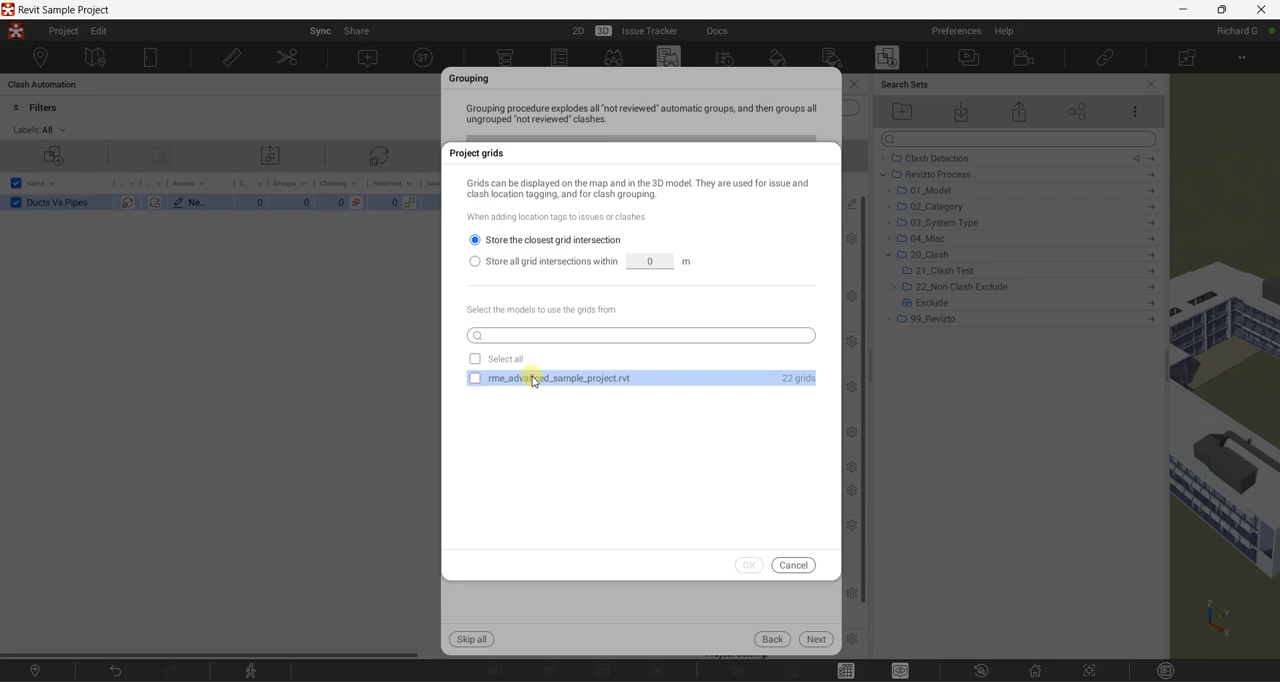 Revit Sample Project
Project Edit Sync Share 2D 3D Issue Tracker Docs Preferences Help Richard G
ST
Clash Automation
Filters
Labels: All
Name Access C... Groups Clashing Resolved New
Ducts Vs Pipes Ne... 0 0 0 0
Grouping
Grouping procedure explodes all "not reviewed" automatic groups, and then groups all
ungrouped "not reviewed" clashes.
Project grids
Grids can be displayed on the map and in the 3D model. They are used for issue and
clash location tagging, and for clash grouping.
When adding location tags to issues or clashes
Store the closest grid intersection
Store all grid intersections within 0 m
Select the models to use the grids from
Select all
rme_advanced_sample_project.rvt 22 grids
OK Cancel
Skip all Back Next
Search Sets
Clash Detection
Revizto Process
01_Model
02_Category
03_System Type
04_Misc
20_Clash
21_Clash Test
22_Non Clash Exclude
Exclude
99_Revizto
Z
Y
X